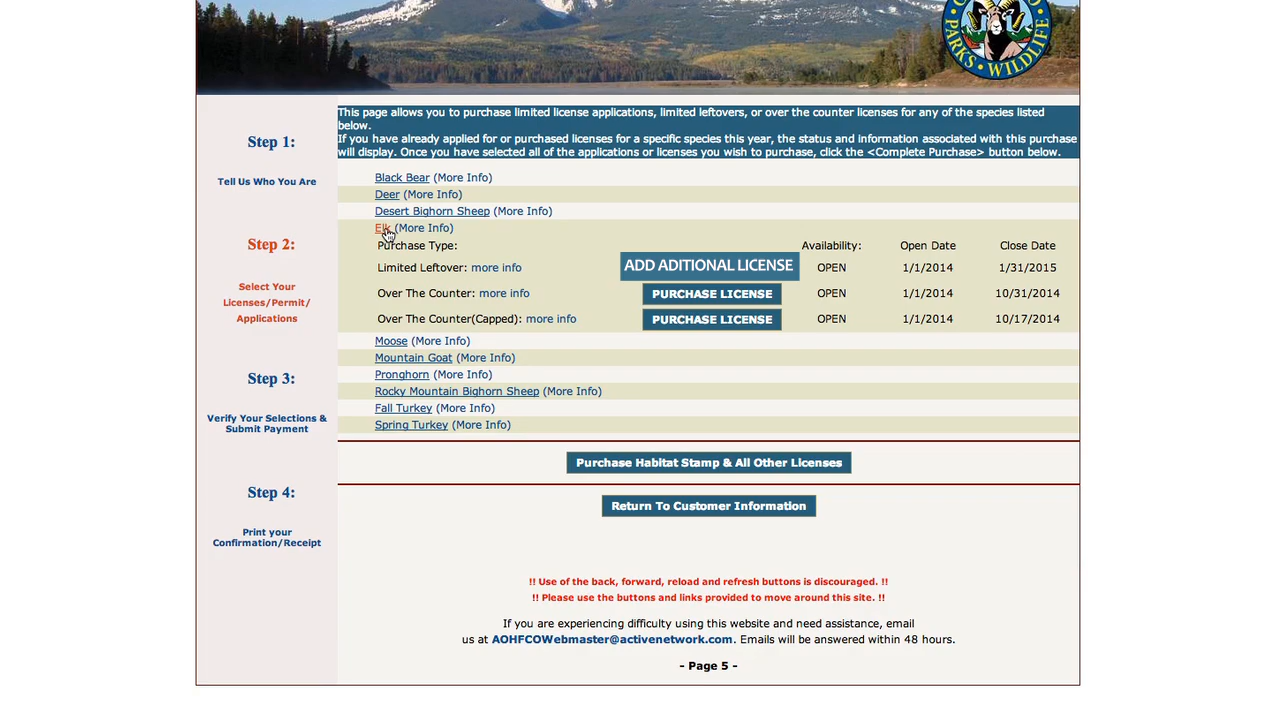 PARKS WILDLIFE
This page allows you to purchase limited license applications, limited leftovers, or over the counter licenses for any of the species listed
below.
If you have already applied for or purchased licenses for a specific species this year, the status and information associated with this purchase
will display. Once you have selected all of the applications or licenses you wish to purchase, click the <Complete Purchase> button below.
Step 1:
Tell Us Who You Are
Step 2:
Select Your
Licenses/Permit/
Applications
Step 3:
Verify Your Selections &
Submit Payment
Step 4:
Print your
Confirmation/Receipt
Black Bear (More Info)
Deer (More Info)
Desert Bighorn Sheep (More Info)
Elk (More Info)
Purchase Type: Availability: Open Date Close Date
Limited Leftover: more info ADD ADITIONAL LICENSE OPEN 1/1/2014 1/31/2015
Over The Counter: more info PURCHASE LICENSE OPEN 1/1/2014 10/31/2014
Over The Counter(Capped): more info PURCHASE LICENSE OPEN 1/1/2014 10/17/2014
Moose (More Info)
Mountain Goat (More Info)
Pronghorn (More Info)
Rocky Mountain Bighorn Sheep (More Info)
Fall Turkey (More Info)
Spring Turkey (More Info)
Purchase Habitat Stamp & All Other Licenses
Return To Customer Information
!! Use of the back, forward, reload and refresh buttons is discouraged. !!
!! Please use the buttons and links provided to move around this site. !!
If you are experiencing difficulty using this website and need assistance, email
us at AOHFCOWebmaster@activenetwork.com. Emails will be answered within 48 hours.
- Page 5 -